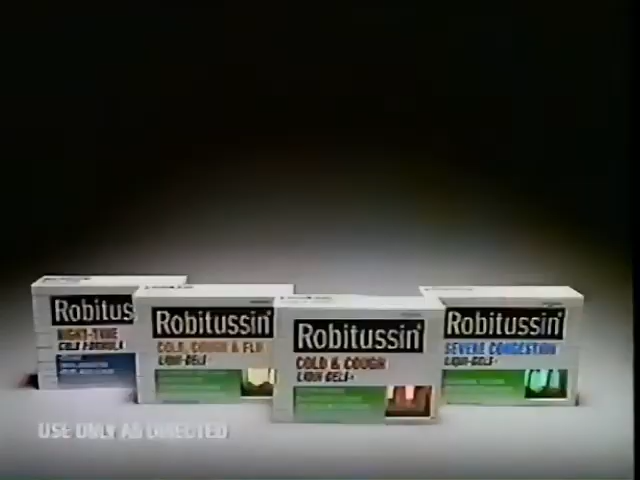 Robitus
NIGHT-TIME
COLD FORMULA
Robitussin
COLD, COUGH & FLU
LIQUI-GELS
Robitussin
COLD & COUGH
LIQUI-GELS
Robitussin
SEVERE CONGESTION
LIQUI-GELS
USE ONLY AS DIRECTED